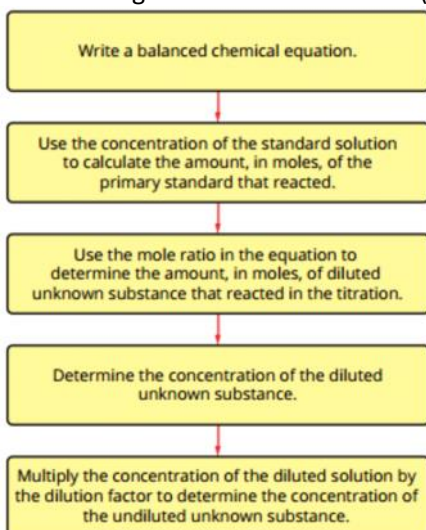 Write a balanced chemical equation.
Use the concentration of the standard solution
to calculate the amount, in moles, of the
primary standard that reacted.
Use the mole ratio in the equation to
determine the amount, in moles, of diluted
unknown substance that reacted in the titration.
Determine the concentration of the diluted
unknown substance.
Multiply the concentration of the diluted solution by
the dilution factor to determine the concentration of
the undiluted unknown substance.